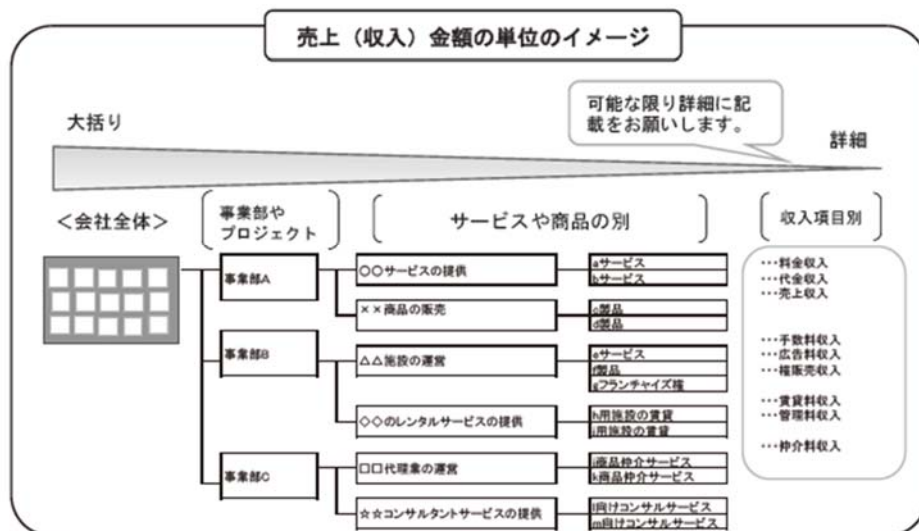 売上（収入）金額の単位のイメージ
可能な限り詳細に記
載をお願いします。
大括り
詳細
＜会社全体＞
事業部や
プロジェクト
サービスや商品の別
収入項目別
事業部A
○○サービスの提供
aサービス
bサービス
××商品の販売
c製品
d製品
事業部B
△△施設の運営
eサービス
f製品
gフランチャイズ権
◇◇のレンタルサービスの提供
h用施設の賃貸
i用施設の賃貸
事業部C
□□代理業の運営
j商品仲介サービス
k商品仲介サービス
☆☆コンサルタントサービスの提供
l向けコンサルサービス
m向けコンサルサービス
…料金収入
…代金収入
…売上収入
…手数料収入
…広告料収入
…権販売収入
…賃貸料収入
…管理料収入
…仲介料収入